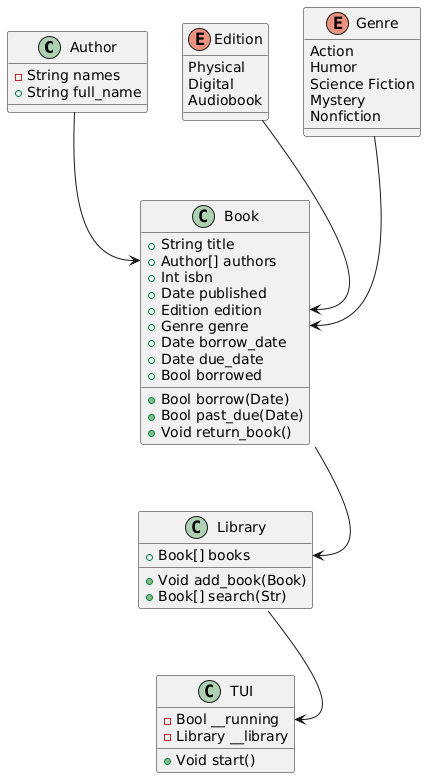 C Author
String names
String full_name
E Edition
Physical
Digital
Audiobook
E Genre
Action
Humor
Science Fiction
Mystery
Nonfiction
C Book
String title
Author[] authors
Int isbn
Date published
Edition edition
Genre genre
Date borrow_date
Date due_date
Bool borrowed
Bool borrow(Date)
Bool past_due(Date)
Void return_book()
C Library
Book[] books
Void add_book(Book)
Book[] search(Str)
C TUI
Bool __running
Library __library
Void start()